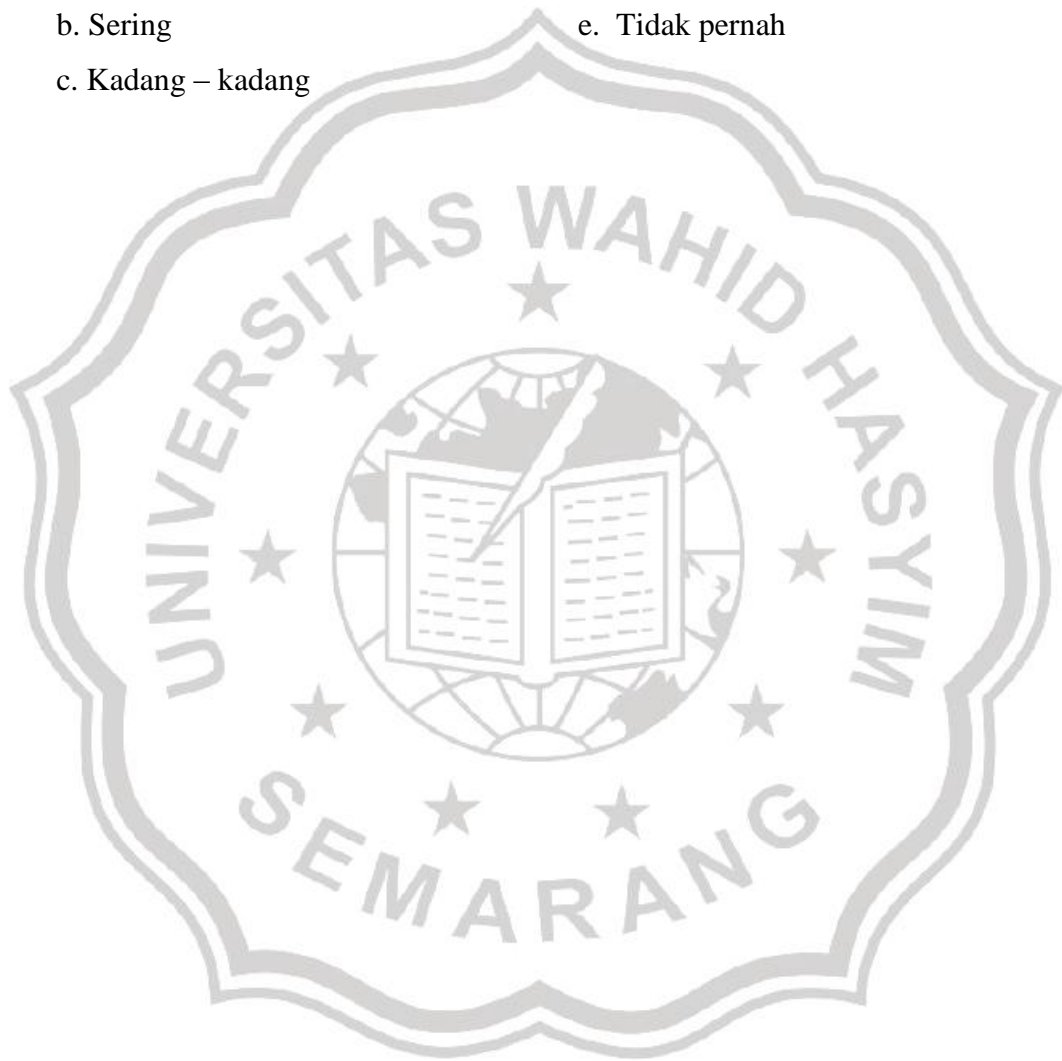 b. Sering e. Tidak pernah
c. Kadang – kadang
UNIVERSITAS WAHID HASYIM
SEMARANG